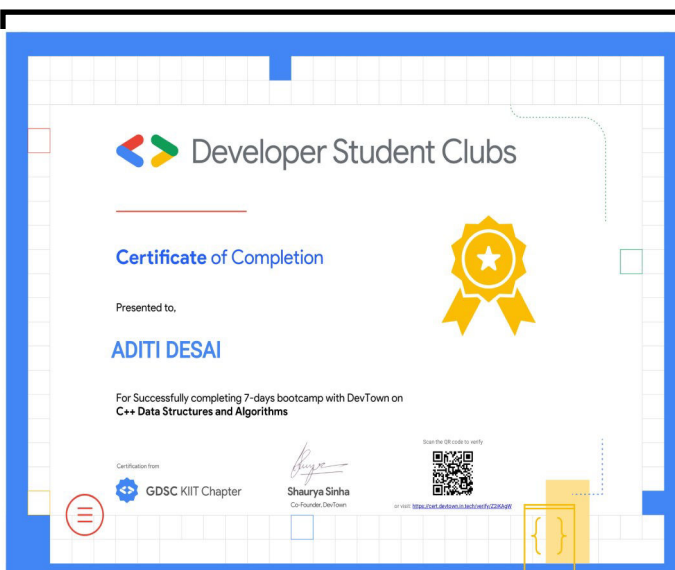 Developer Student Clubs
Certificate of Completion
Presented to,
ADITI DESAI
For Successfully completing 7-days bootcamp with DevTown on
C++ Data Structures and Algorithms
Certification from
GDSC KIIT Chapter
Shaurya Sinha
Co-Founder, DevTown
Scan the QR code to verify
or visit: https://cert.devtown.in.tech/verify/Z2iKAgW
{ }